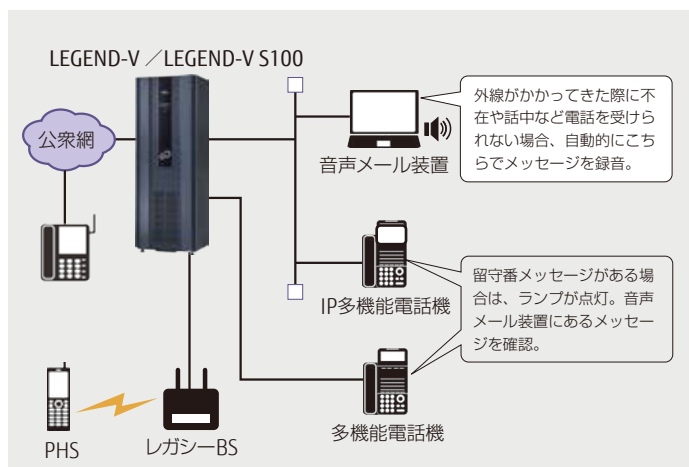 LEGEND-V ／LEGEND-V S100
公衆網
外線がかかってきた際に不
在や話中など電話を受けら
れない場合、自動的にこち
らでメッセージを録音。
音声メール装置
留守番メッセージがある場
合は、ランプが点灯。音声
メール装置にあるメッセー
ジを確認。
IP多機能電話機
多機能電話機
PHS
レガシーBS